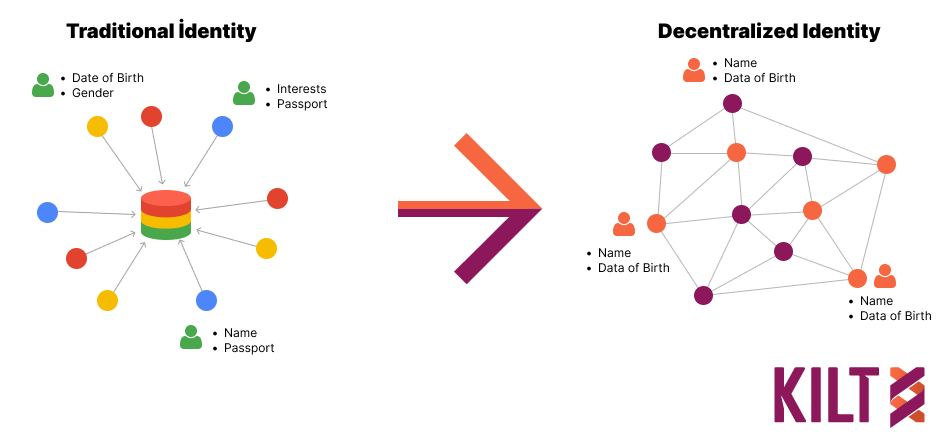 Traditional İdentity
Decentralized Identity
• Date of Birth
• Gender
• Interests
• Passport
• Name
• Passport
• Name
• Data of Birth
• Name
• Data of Birth
• Name
• Data of Birth
KILT